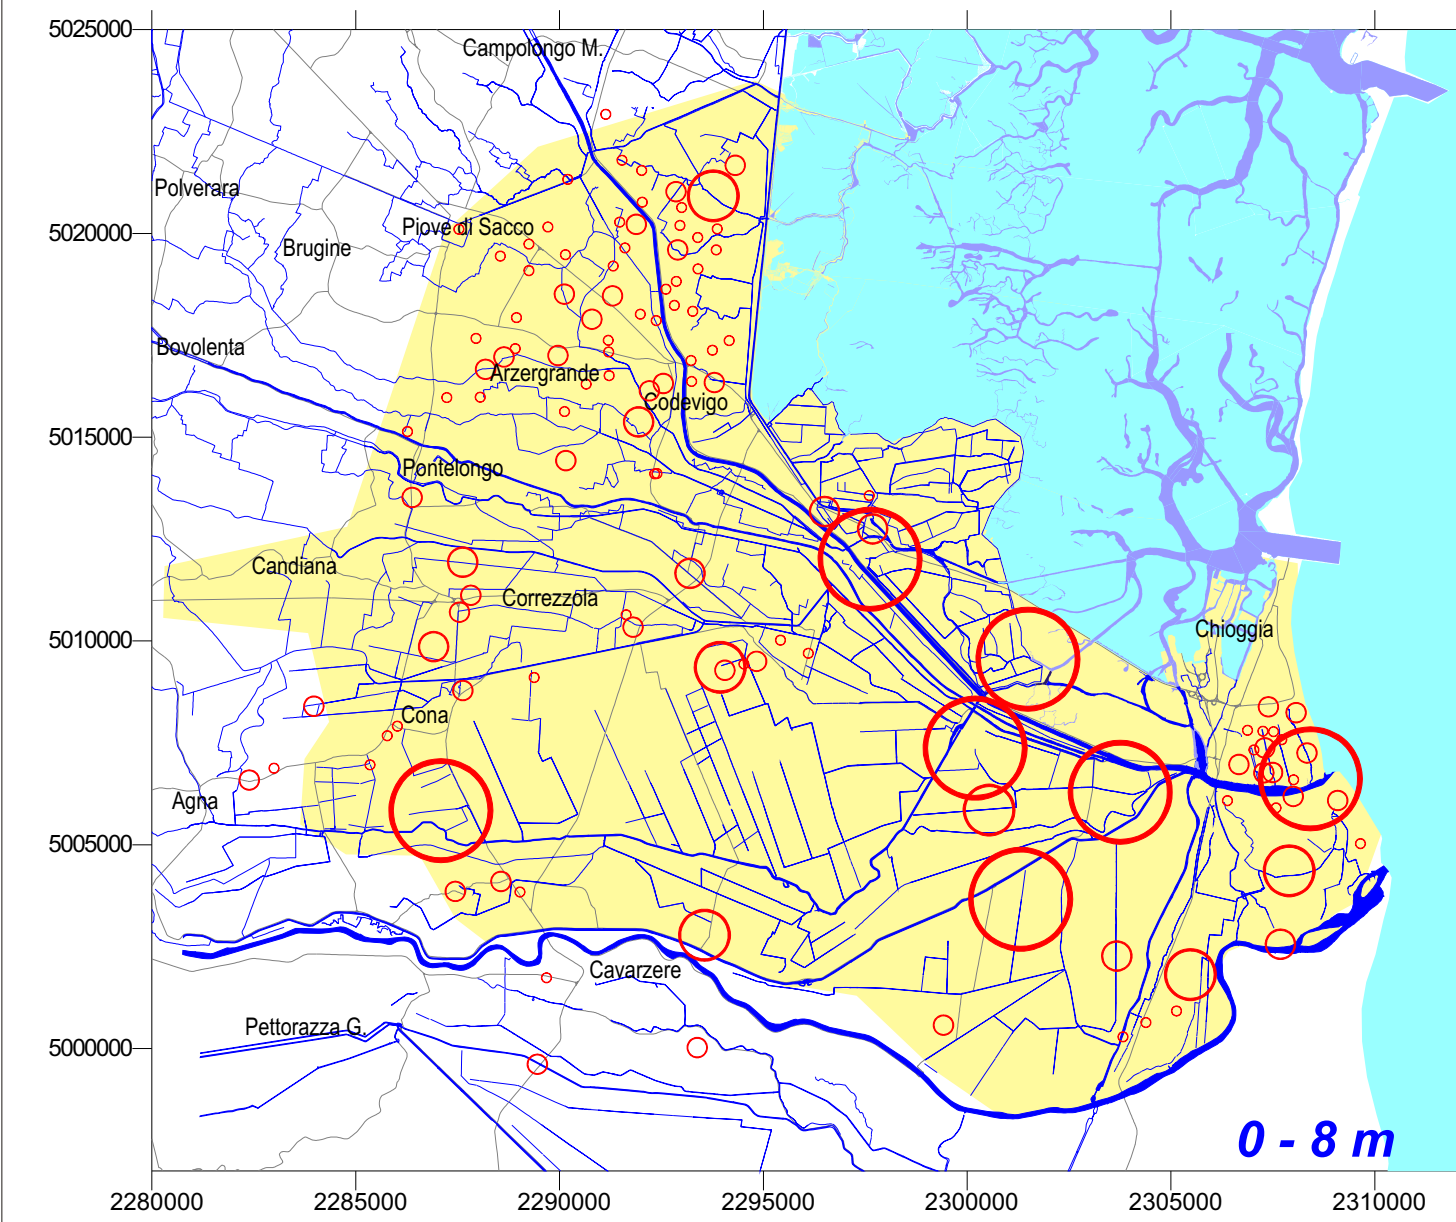 5025000
Campolongo M.
Polverara
Piove di Sacco
5020000
Brugine
Bovolenta
Arzergrande
Codevigo
5015000
Pontelongo
Candiana
Correzzola
5010000
Chioggia
Cona
Agna
5005000
Cavarzere
Pettorazza G.
5000000
0 - 8 m
2280000 2285000 2290000 2295000 2300000 2305000 2310000